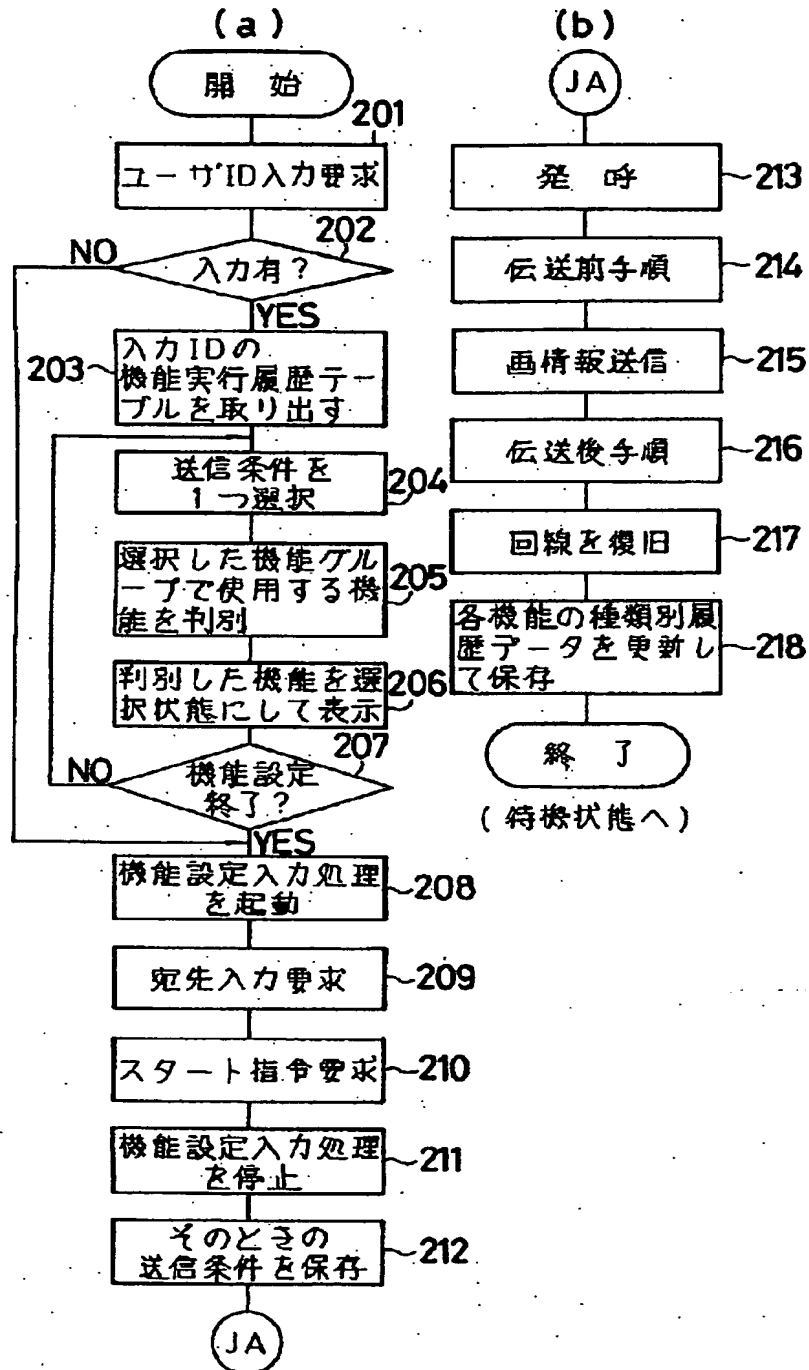 (a)
開始
201
ユーザID入力要求
202
NO
入力有?
YES
203
入力IDの
機能実行履歴テー
ブルを取り出す
送信条件を
1つ選択
204
選択した機能グル
ープで使用する機
能を判別
205
判別した機能を選
択状態にして表示
206
207
NO
機能設定
終了?
YES
機能設定入力処理
を起動
208
宛先入力要求
209
スタート指令要求
210
機能設定入力処理
を停止
211
そのときの
送信条件を保存
212
JA
(b)
JA
発呼
213
伝送前手順
214
画情報送信
215
伝送後手順
216
回線を復旧
217
各機能の種類別履
歴データを更新し
て保存
218
終了
(待機状態へ)